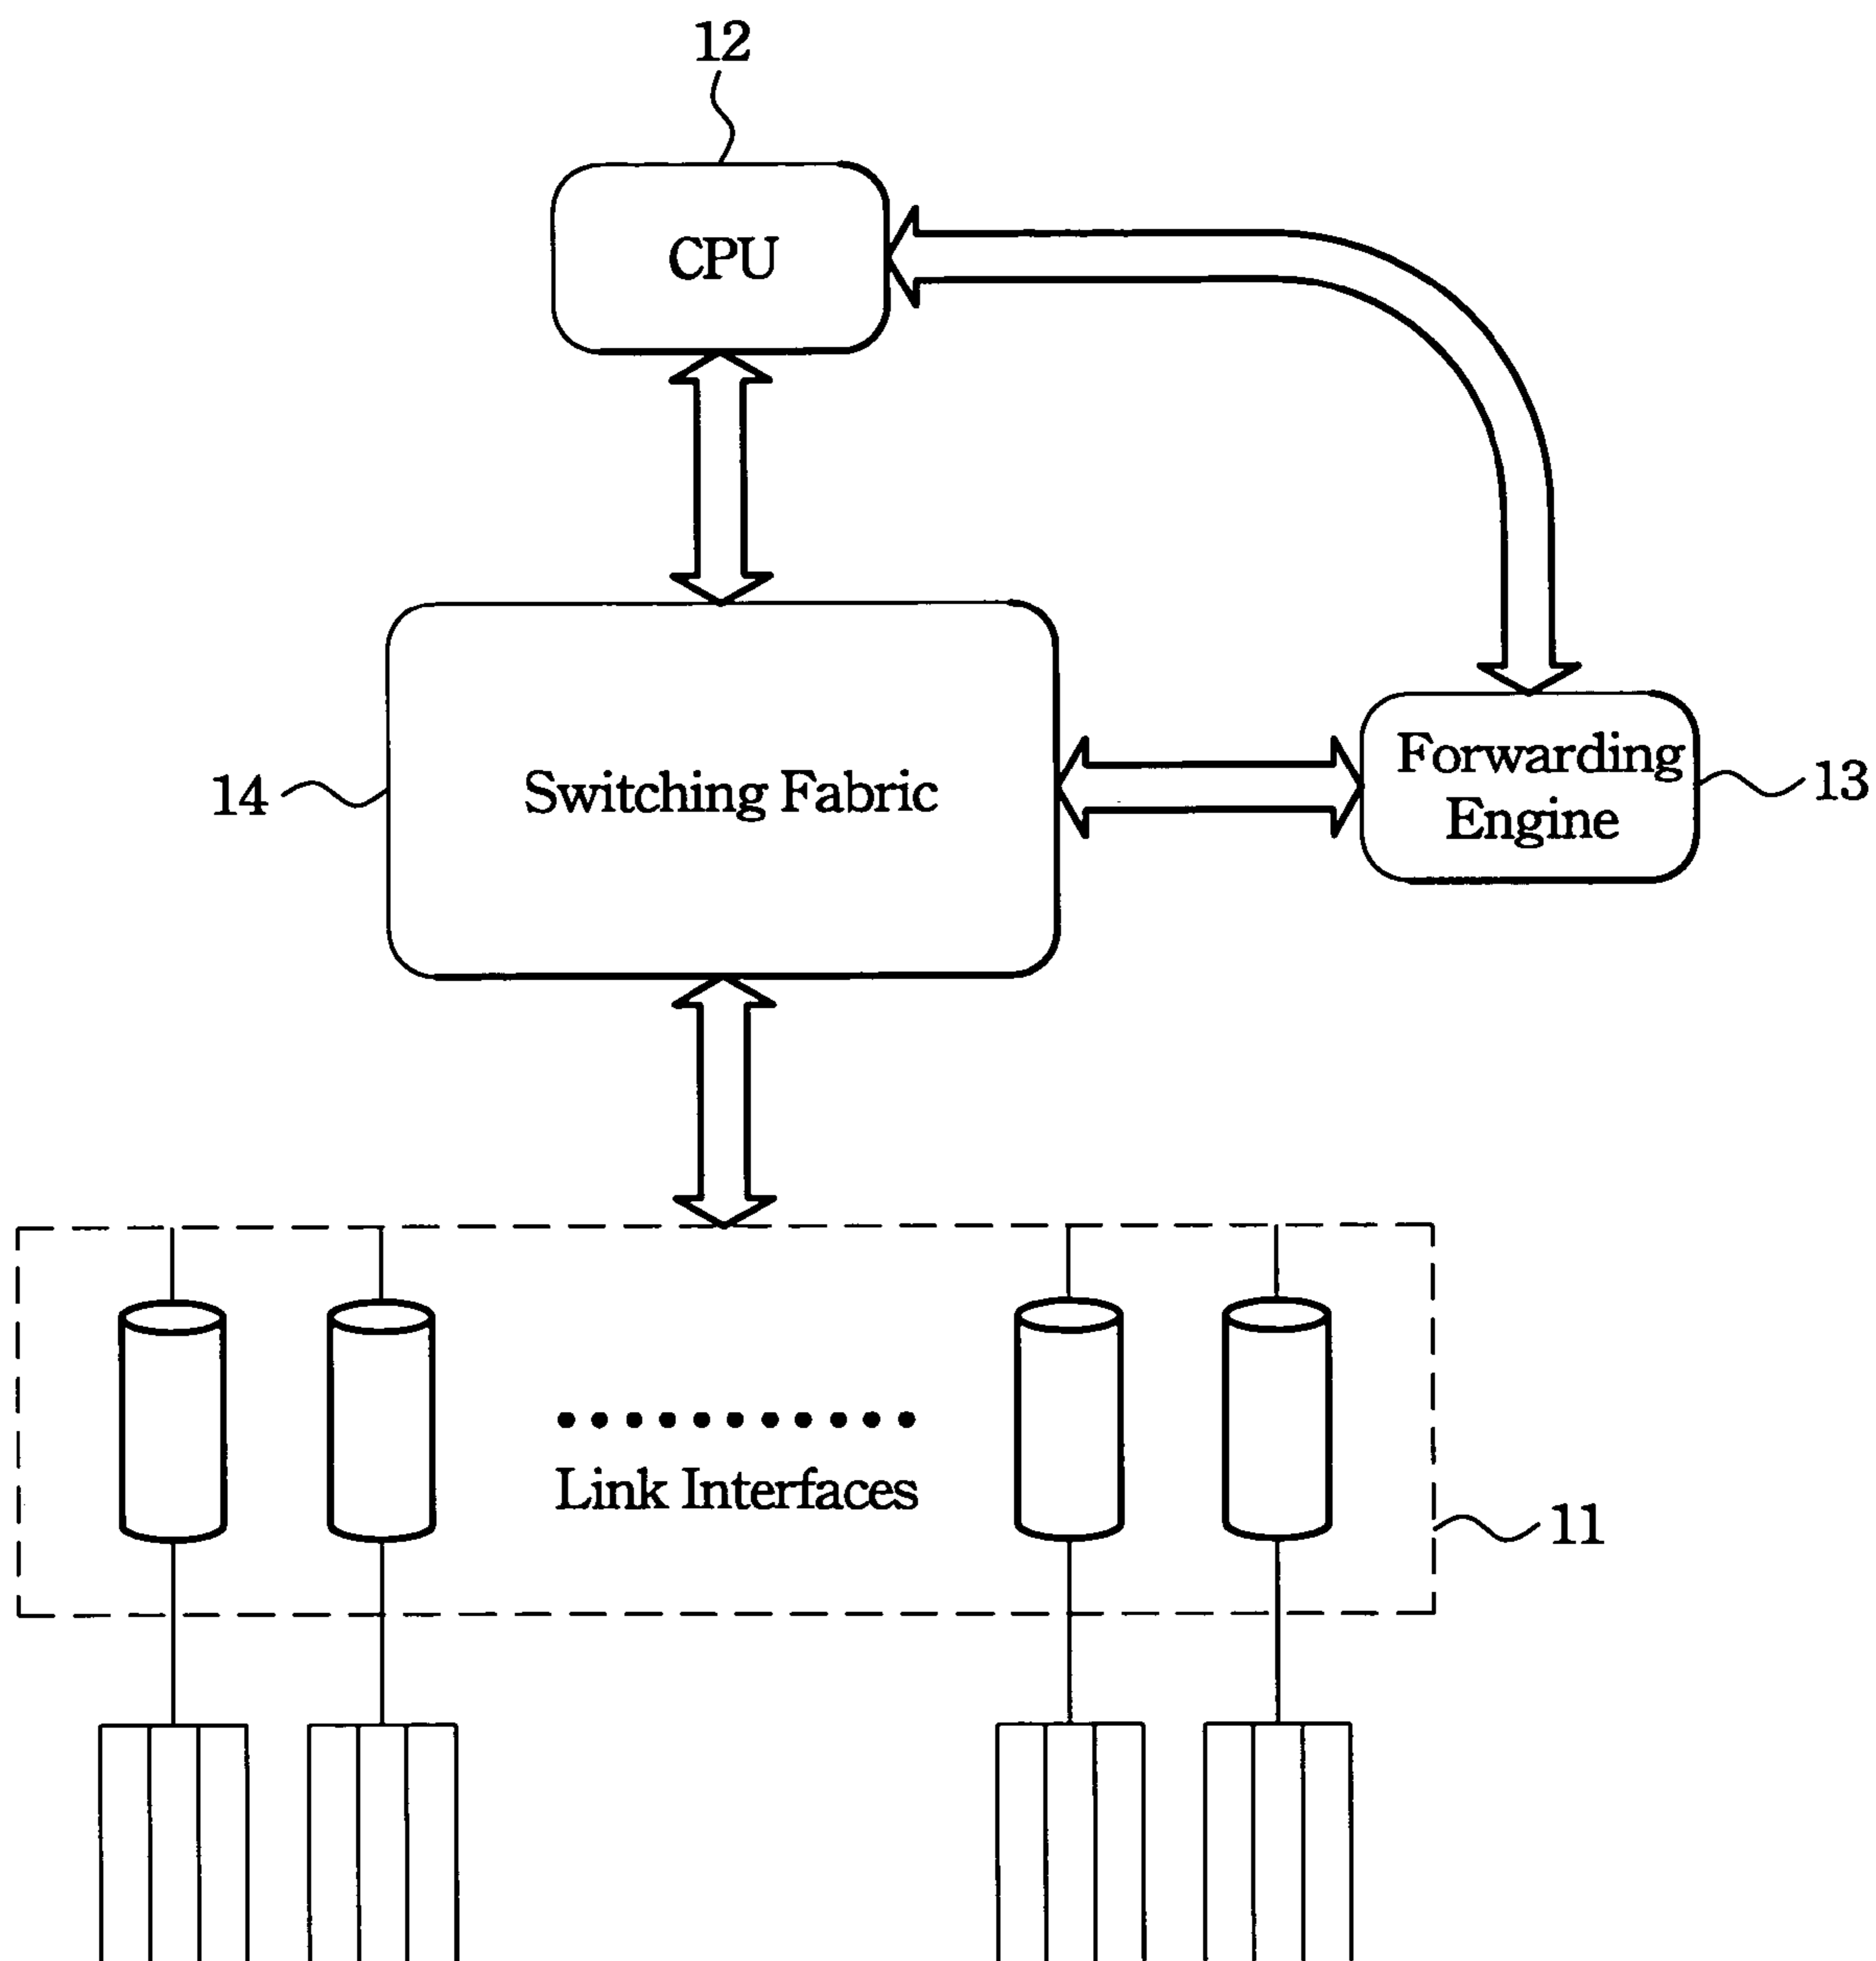 12
CPU
Forwarding
Engine
13
14
Switching Fabric
Link Interfaces
11